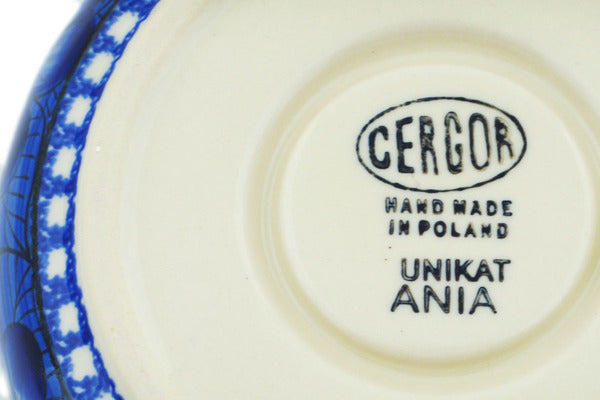 CERGOR
HAND MADE
IN POLAND
UNIKAT
ANIA